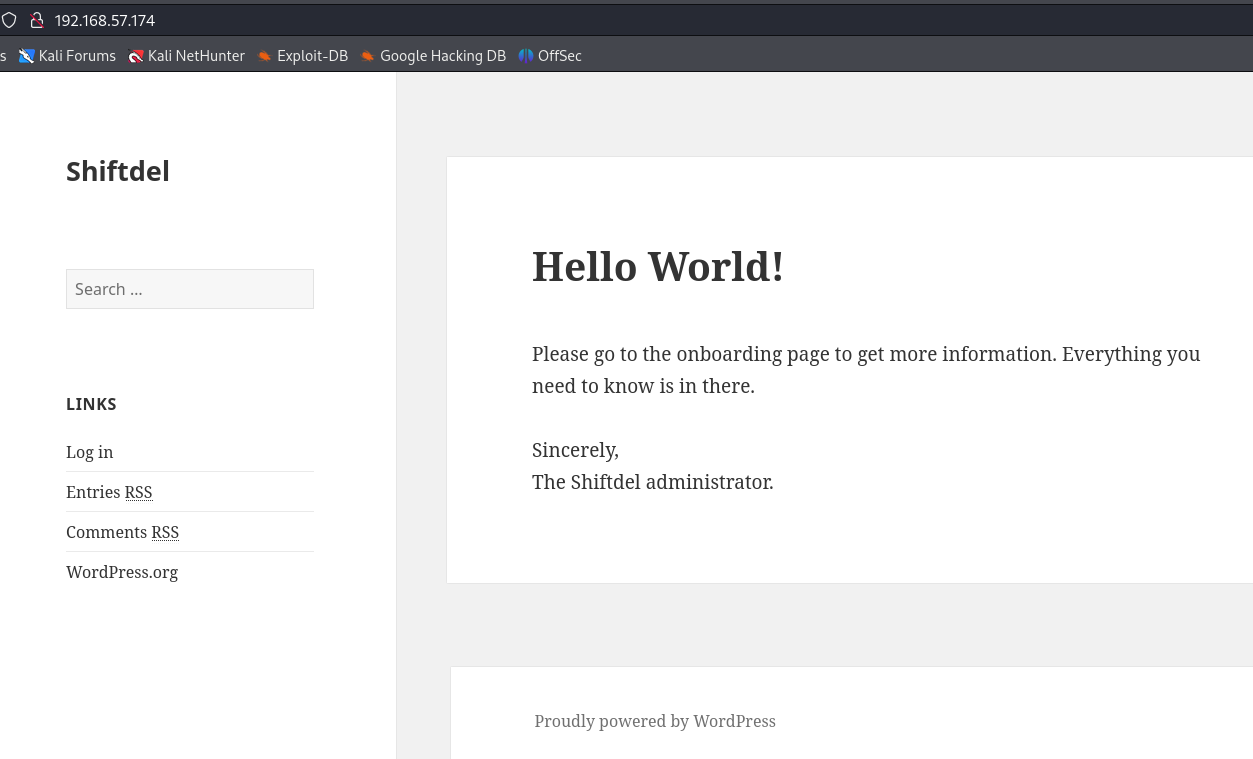 192.168.57.174
s Kali Forums Kali NetHunter Exploit-DB Google Hacking DB OffSec
Shiftdel
Search ...
LINKS
Log in
Entries RSS
Comments RSS
WordPress.org
Hello World!
Please go to the onboarding page to get more information. Everything you
need to know is in there.
Sincerely,
The Shiftdel administrator.
Proudly powered by WordPress